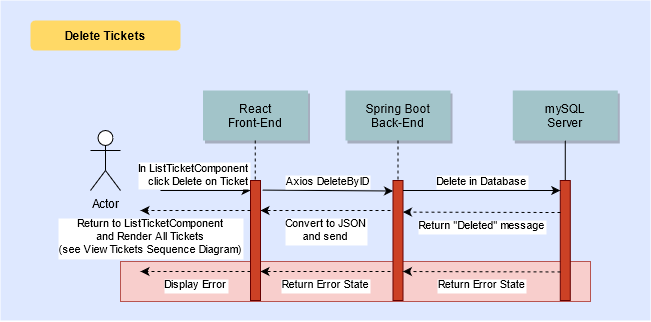 Delete Tickets
React
Front-End
Spring Boot
Back-End
mySQL
Server
In ListTicketComponent
click Delete on Ticket
Axios DeleteByID
Delete in Database
Actor
Return to ListTicketComponent
and Render All Tickets
(see View Tickets Sequence Diagram)
Convert to JSON
and send
Return "Deleted" message
Display Error
Return Error State
Return Error State